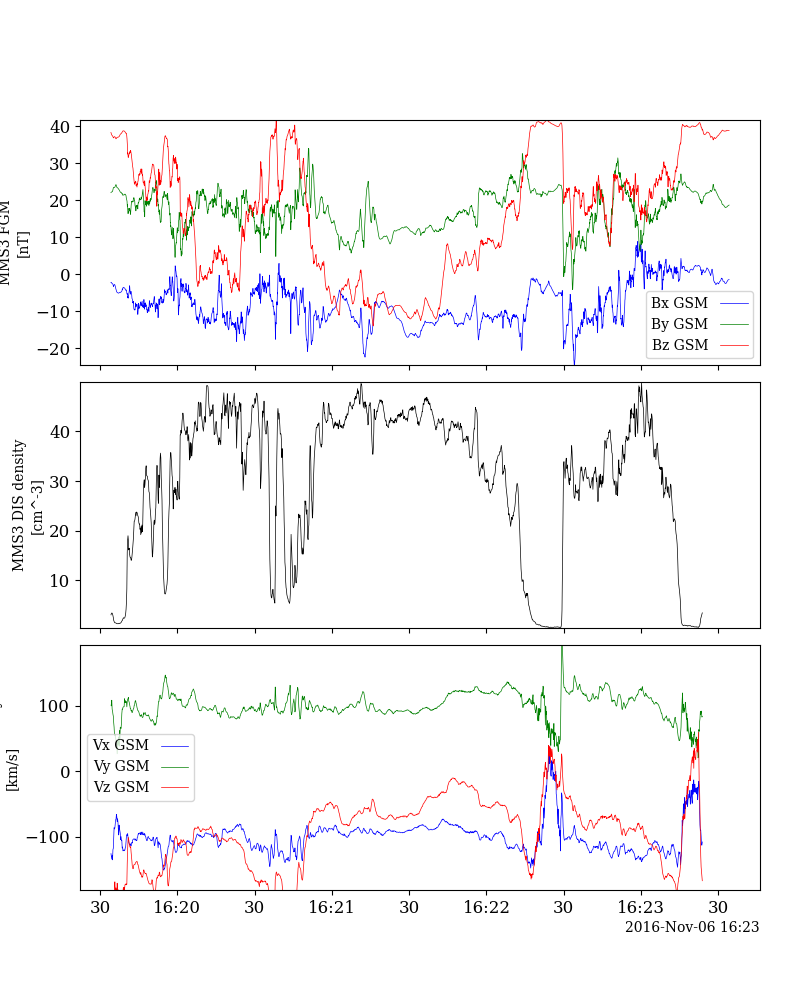 40
30
20
10
0
−10
−20
MMS3 FGM
[nT]
Bx GSM
By GSM
Bz GSM
40
30
20
10
MMS3 DIS density
[cm^-3]
100
0
−100
[km/s]
Vx GSM
Vy GSM
Vz GSM
30
16:20
30
16:21
30
16:22
30
16:23
30
2016-Nov-06 16:23